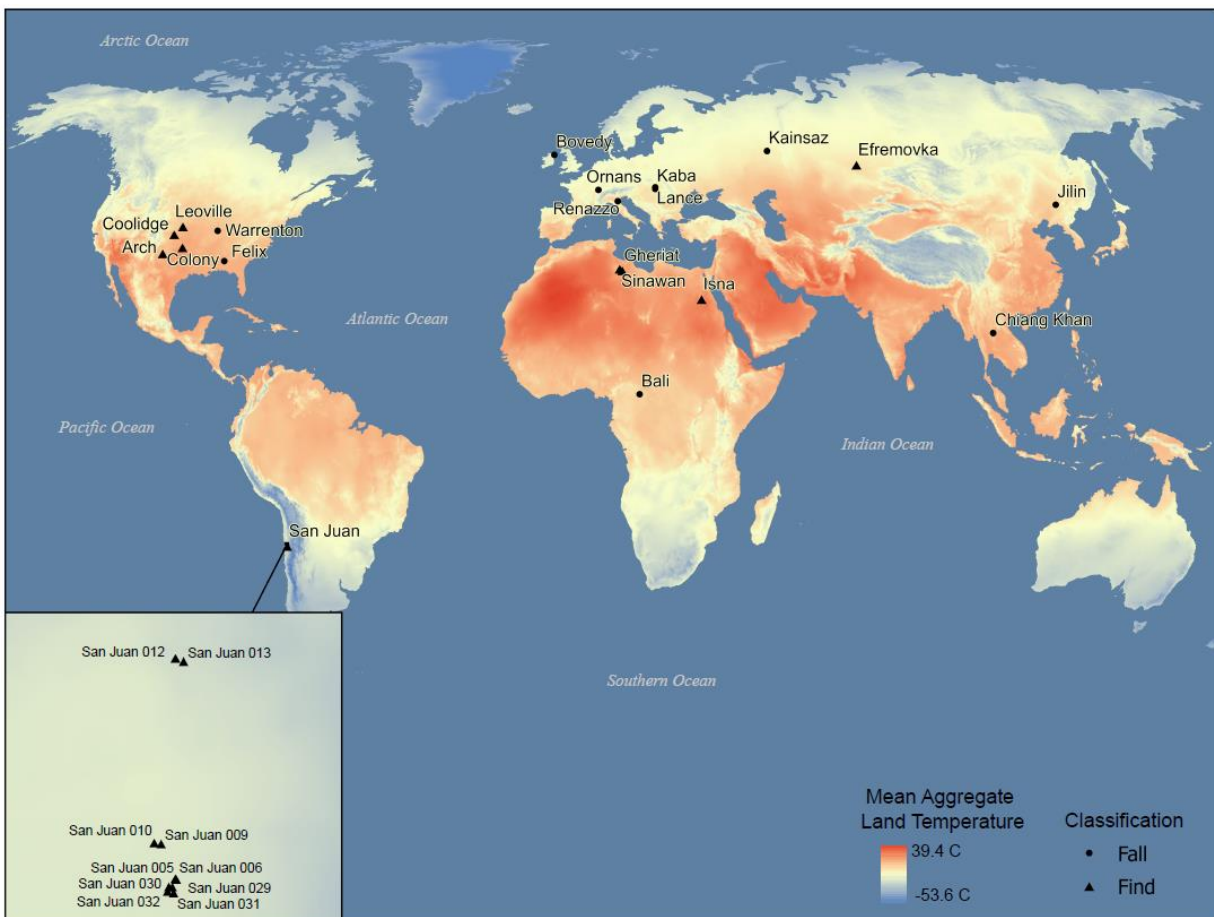 Arctic Ocean
Bovedy
Kainsaz
Efremovka
Ornans
Kaba
Lance
Renazzo
Jilin
Leoville
Coolidge
Warrenton
Arch
Colony
Felix
Gheriat
Sinawan
Isna
Atlantic Ocean
Chiang Khan
Bali
Pacific Ocean
Indian Ocean
San Juan
San Juan 012
San Juan 013
Southern Ocean
San Juan 010
San Juan 009
San Juan 005
San Juan 006
San Juan 030
San Juan 029
San Juan 032
San Juan 031
Mean Aggregate
Land Temperature
39.4 C
-53.6 C
Classification
Fall
Find